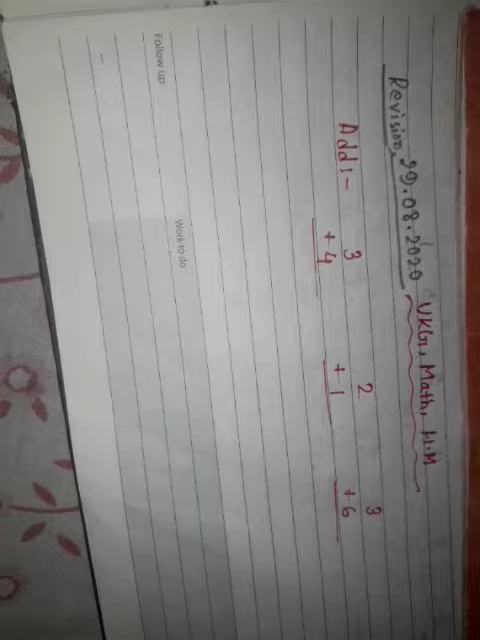 Revision, 29.08.2020 UKG, Math, H.M
Add:- 3 2 3
+ 4 + 1 + 6
Work to do
Follow up